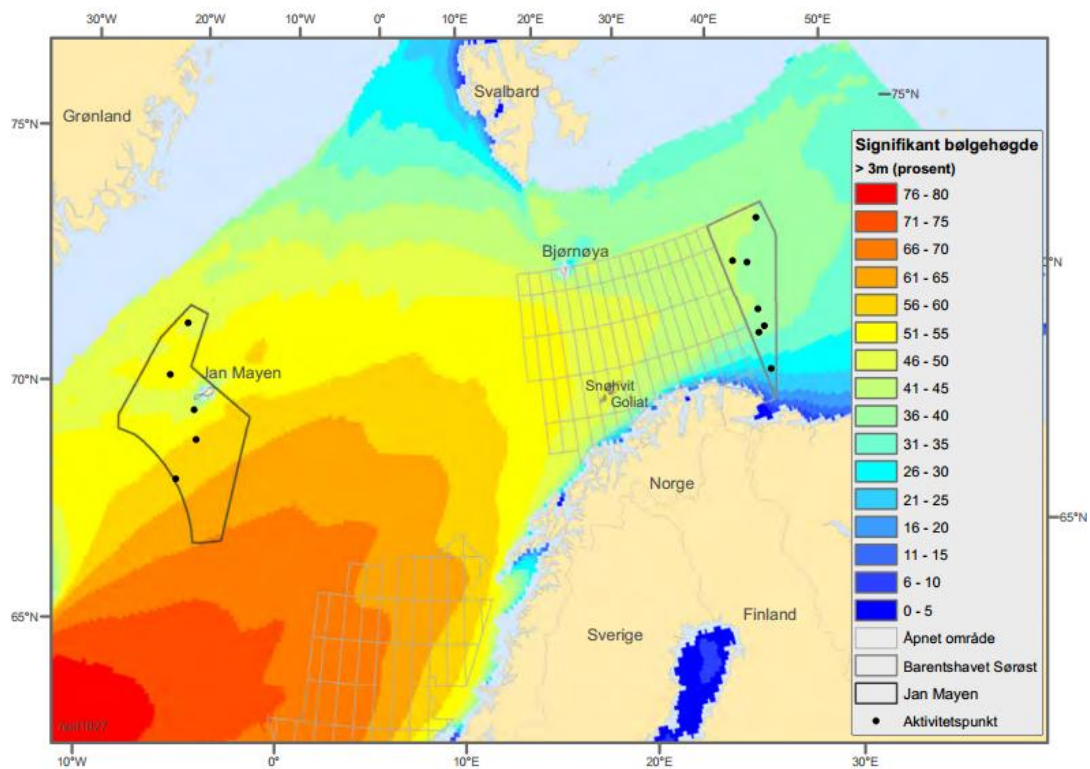 30°W 20°W 10°W 0° 10°E 20°E 30°E 40°E 50°E
Svalbard
Grønland
75°N
75°N
Signifikant bølgehøgde
> 3m (prosent)
76 - 80
71 - 75
66 - 70
61 - 65
56 - 60
51 - 55
46 - 50
41 - 45
36 - 40
31 - 35
26 - 30
21 - 25
16 - 20
11 - 15
6 - 10
0 - 5
Åpnet område
Barentshavet Sørøst
Jan Mayen
Aktivitetspunkt
Bjørnøya
70°N
Jan Mayen
Snøhvit
Goliat
Norge
65°N
65°N
Sverige
Finland
10°W 0° 10°E 20°E 30°E